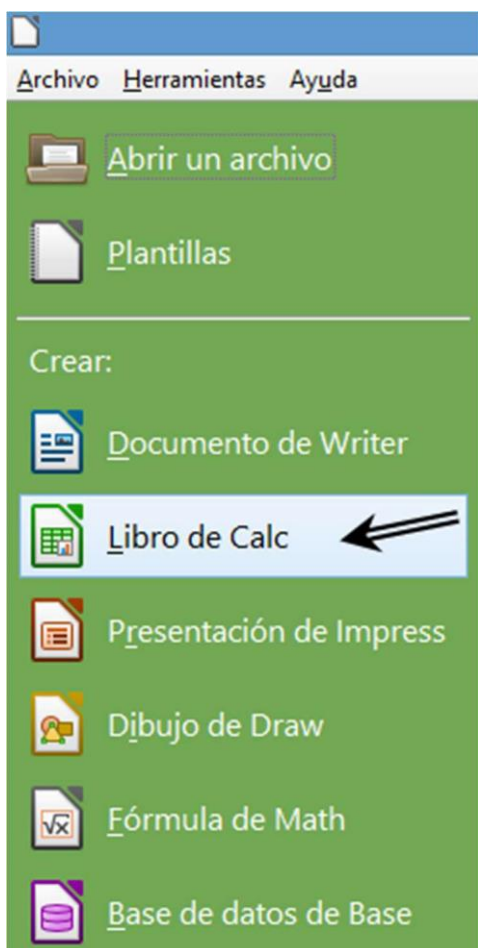 Archivo Herramientas Ayuda
Abrir un archivo
Plantillas
Crear:
Documento de Writer
Libro de Calc
Presentación de Impress
Dibujo de Draw
Fórmula de Math
Base de datos de Base